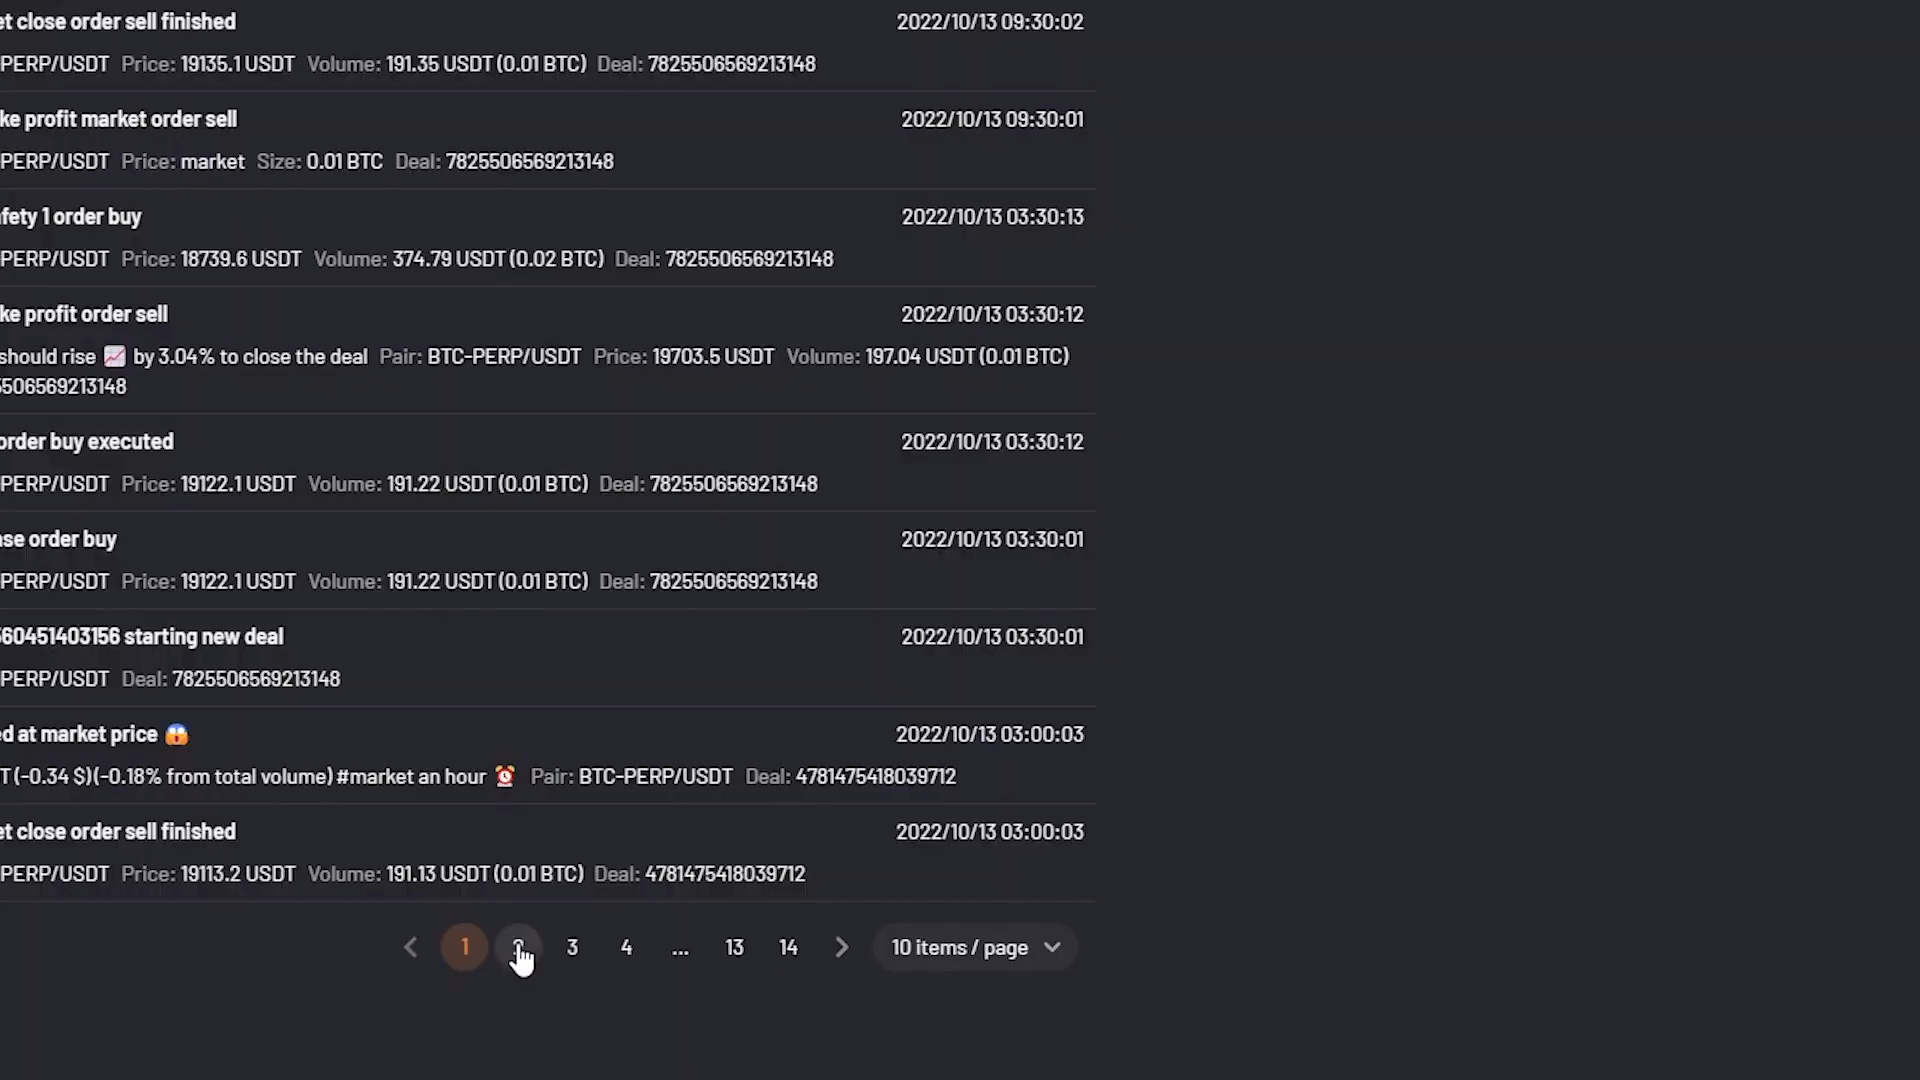 et close order sell finished 2022/10/13 09:30:02
PERP/USDT Price: 19135.1 USDT Volume: 191.35 USDT (0.01 BTC) Deal: 7825506569213148
ke profit market order sell 2022/10/13 09:30:01
PERP/USDT Price: market Size: 0.01 BTC Deal: 7825506569213148
fety 1 order buy 2022/10/13 03:30:13
PERP/USDT Price: 18739.6 USDT Volume: 374.79 USDT (0.02 BTC) Deal: 7825506569213148
ke profit order sell 2022/10/13 03:30:12
should rise 📈 by 3.04% to close the deal Pair: BTC-PERP/USDT Price: 19703.5 USDT Volume: 197.04 USDT (0.01 BTC)
5506569213148
order buy executed 2022/10/13 03:30:12
PERP/USDT Price: 19122.1 USDT Volume: 191.22 USDT (0.01 BTC) Deal: 7825506569213148
ase order buy 2022/10/13 03:30:01
PERP/USDT Price: 19122.1 USDT Volume: 191.22 USDT (0.01 BTC) Deal: 7825506569213148
560451403156 starting new deal 2022/10/13 03:30:01
PERP/USDT Deal: 7825506569213148
ed at market price 😱 2022/10/13 03:00:03
T (-0.34 $) (-0.18% from total volume) #market an hour ⏰ Pair: BTC-PERP/USDT Deal: 4781475418039712
et close order sell finished 2022/10/13 03:00:03
PERP/USDT Price: 19113.2 USDT Volume: 191.13 USDT (0.01 BTC) Deal: 4781475418039712
1 2 3 4 ... 13 14 10 items / page